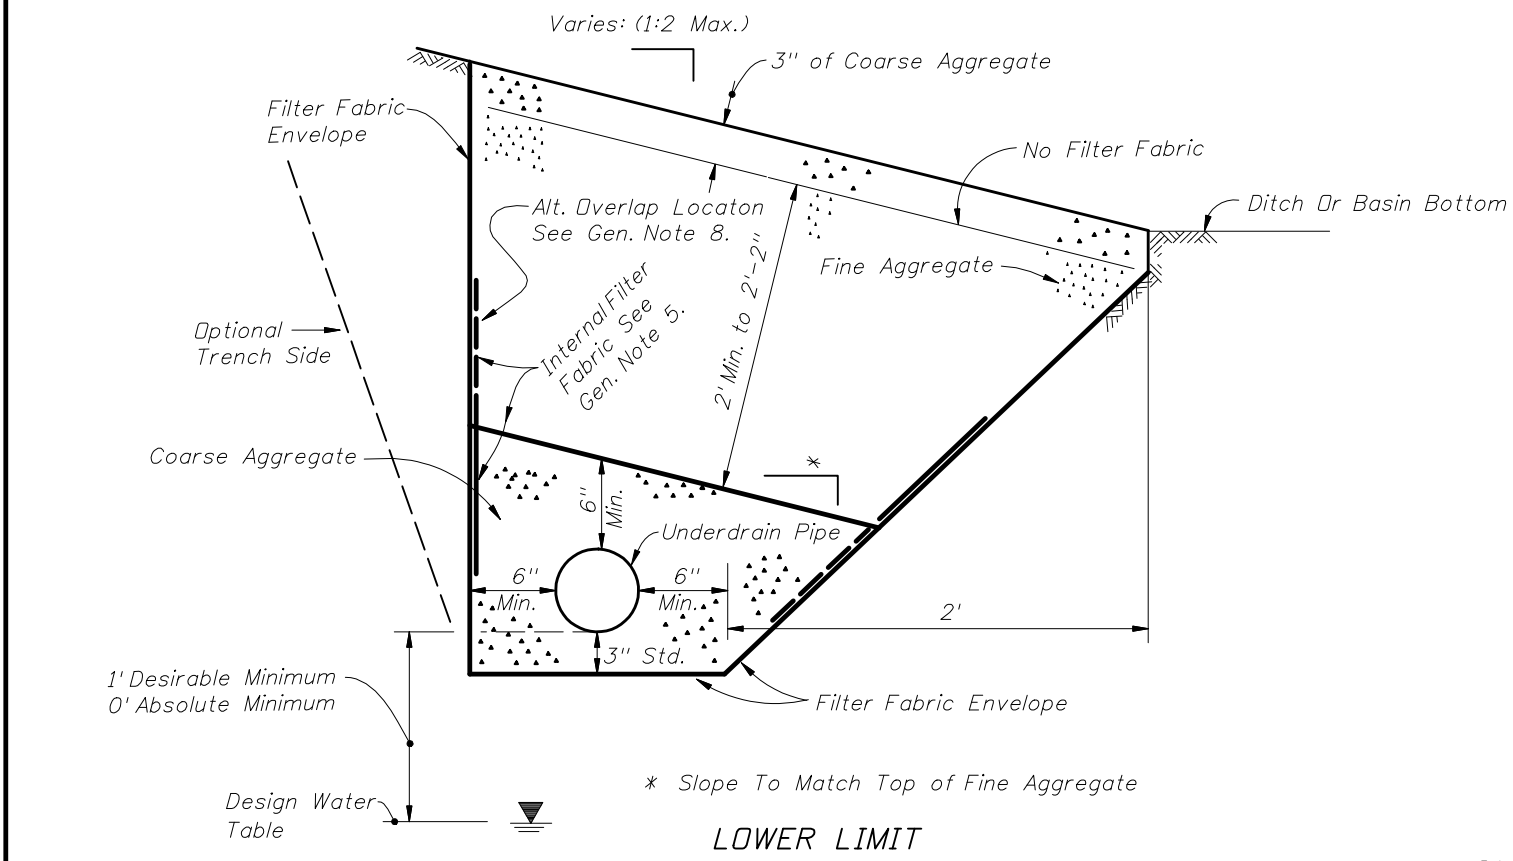 Varies: (1:2 Max.)
3" of Coarse Aggregate
Filter Fabric
Envelope
No Filter Fabric
Ditch Or Basin Bottom
Alt. Overlap Locaton
See Gen. Note 8.
Fine Aggregate
Internal Filter
Fabric See
Gen. Note 5.
2' Min. to 2'-2"
Optional
Trench Side
Coarse Aggregate
*
6"
Min.
Underdrain Pipe
6"
Min.
6"
Min.
2'
3" Std.
1' Desirable Minimum
0' Absolute Minimum
Filter Fabric Envelope
* Slope To Match Top of Fine Aggregate
Design Water
Table
LOWER LIMIT